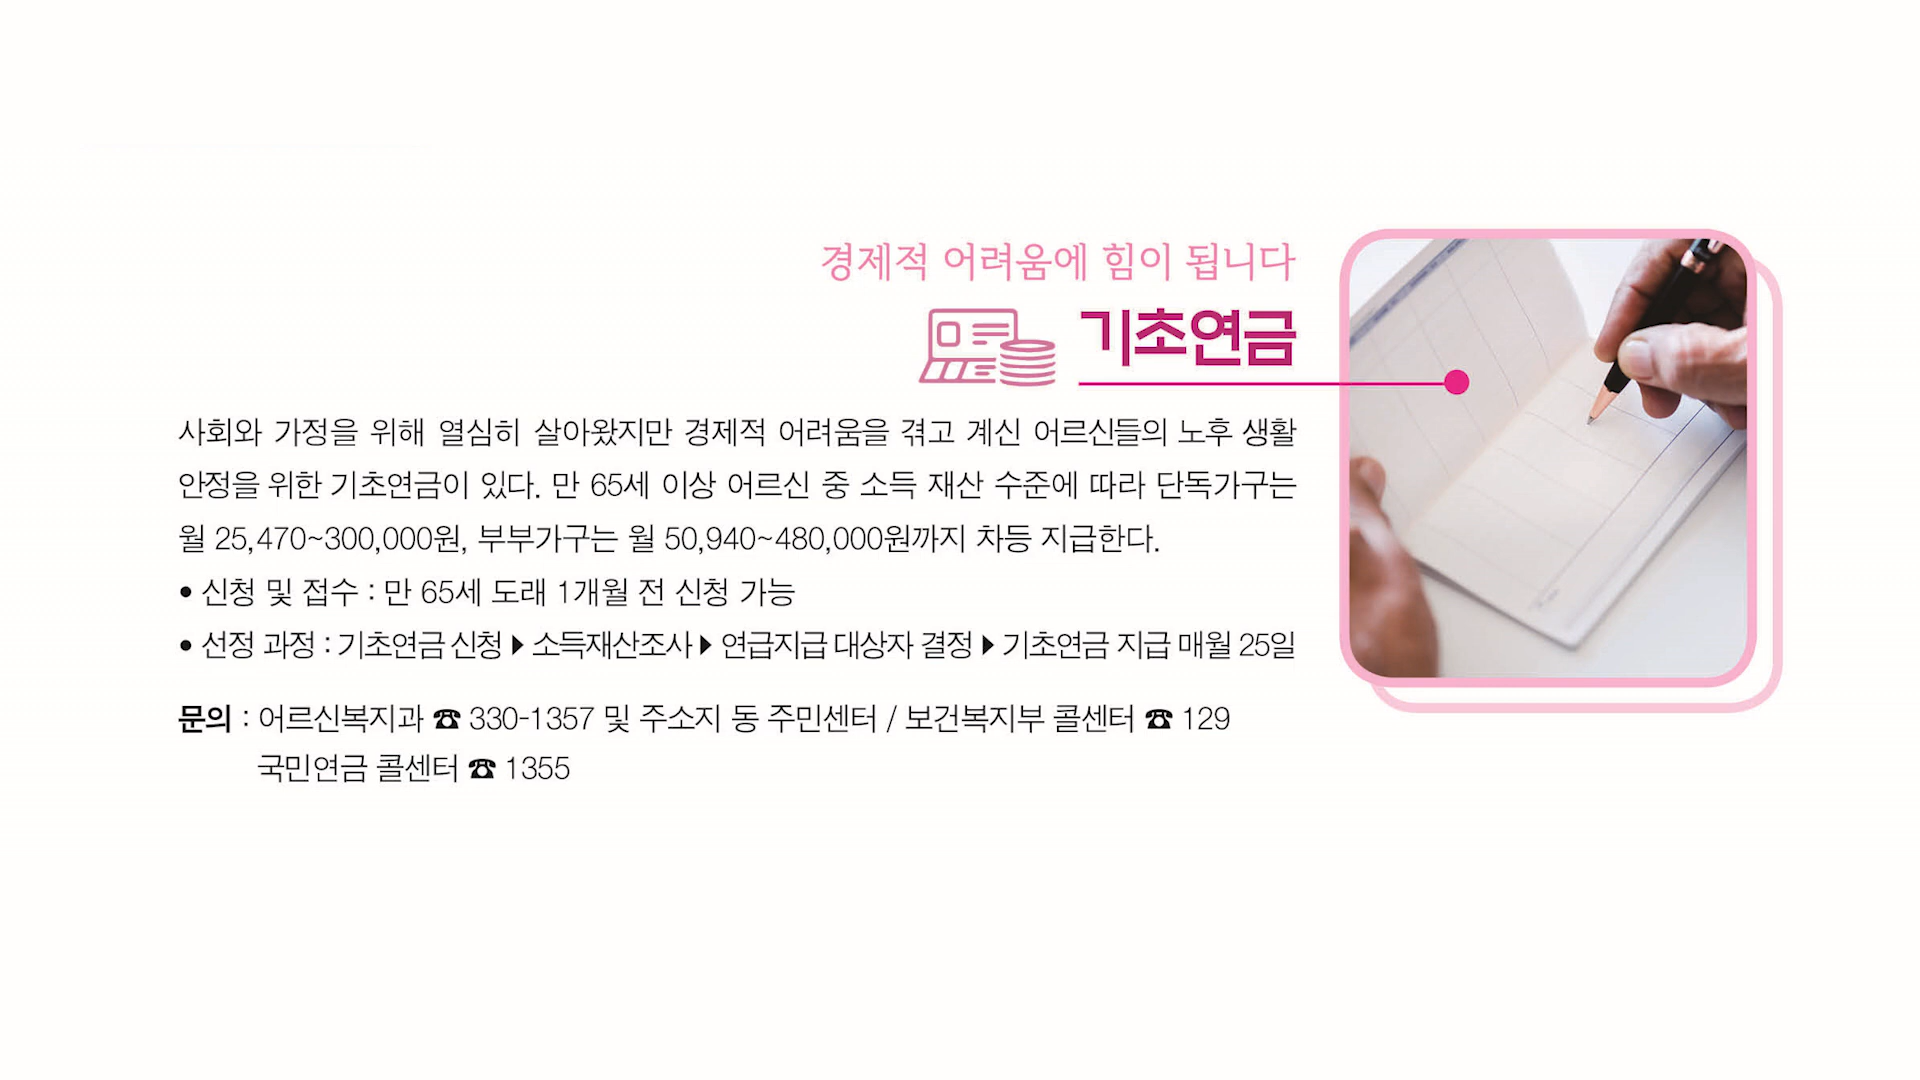 경제적 어려움에 힘이 됩니다
기초연금
사회와 가정을 위해 열심히 살아왔지만 경제적 어려움을 겪고 계신 어르신들의 노후 생활
안정을 위한 기초연금이 있다. 만 65세 이상 어르신 중 소득 재산 수준에 따라 단독가구는
월 25,470~300,000원, 부부가구는 월 50,940~480,000원까지 차등 지급한다.
• 신청 및 접수 : 만 65세 도래 1개월 전 신청 가능
• 선정 과정 : 기초연금 신청 ▶ 소득재산조사 ▶ 연급지급 대상자 결정 ▶ 기초연금 지급 매월 25일
문의 : 어르신복지과 ☎ 330-1357 및 주소지 동 주민센터 / 보건복지부 콜센터 ☎ 129
국민연금 콜센터 ☎ 1355